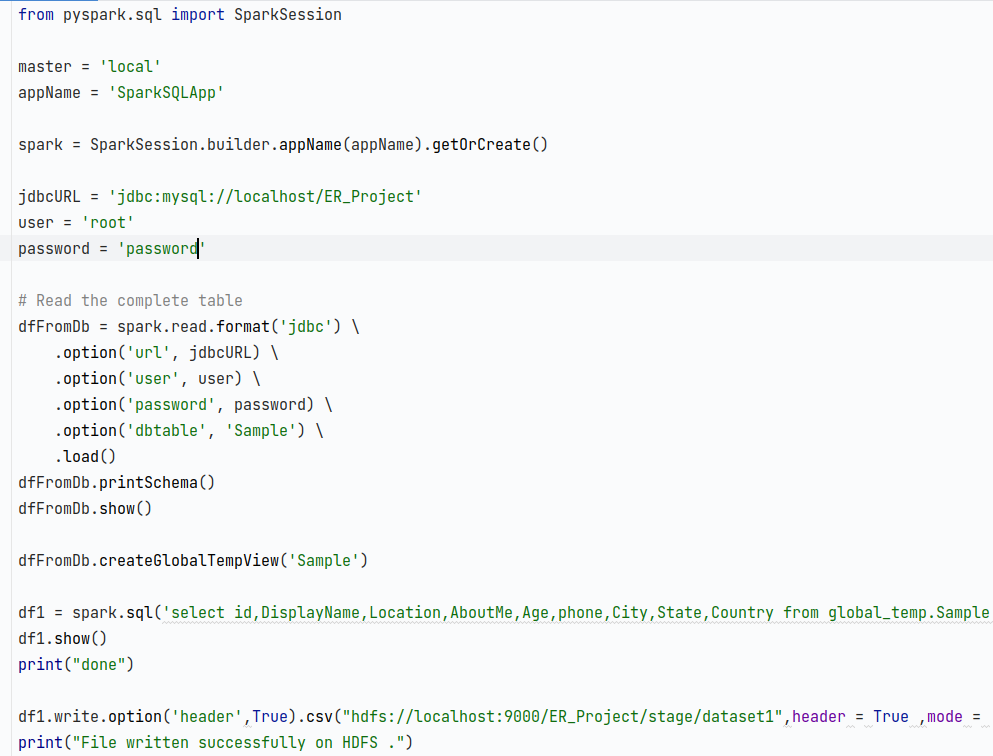 from pyspark.sql import SparkSession
master = 'local'
appName = 'SparkSQLApp'
spark = SparkSession.builder.appName(appName).getOrCreate()
jdbcURL = 'jdbc:mysql://localhost/ER_Project'
user = 'root'
password = 'password'
# Read the complete table
dfFromDb = spark.read.format('jdbc') \
    .option('url', jdbcURL) \
    .option('user', user) \
    .option('password', password) \
    .option('dbtable', 'Sample') \
    .load()
dfFromDb.printSchema()
dfFromDb.show()
dfFromDb.createGlobalTempView('Sample')
df1 = spark.sql('select id,DisplayName,Location,AboutMe,Age,phone,City,State,Country from global_temp.Sample
df1.show()
print("done")
df1.write.option('header',True).csv("hdfs://localhost:9000/ER_Project/stage/dataset1",header = True ,mode =
print("File written successfully on HDFS .")